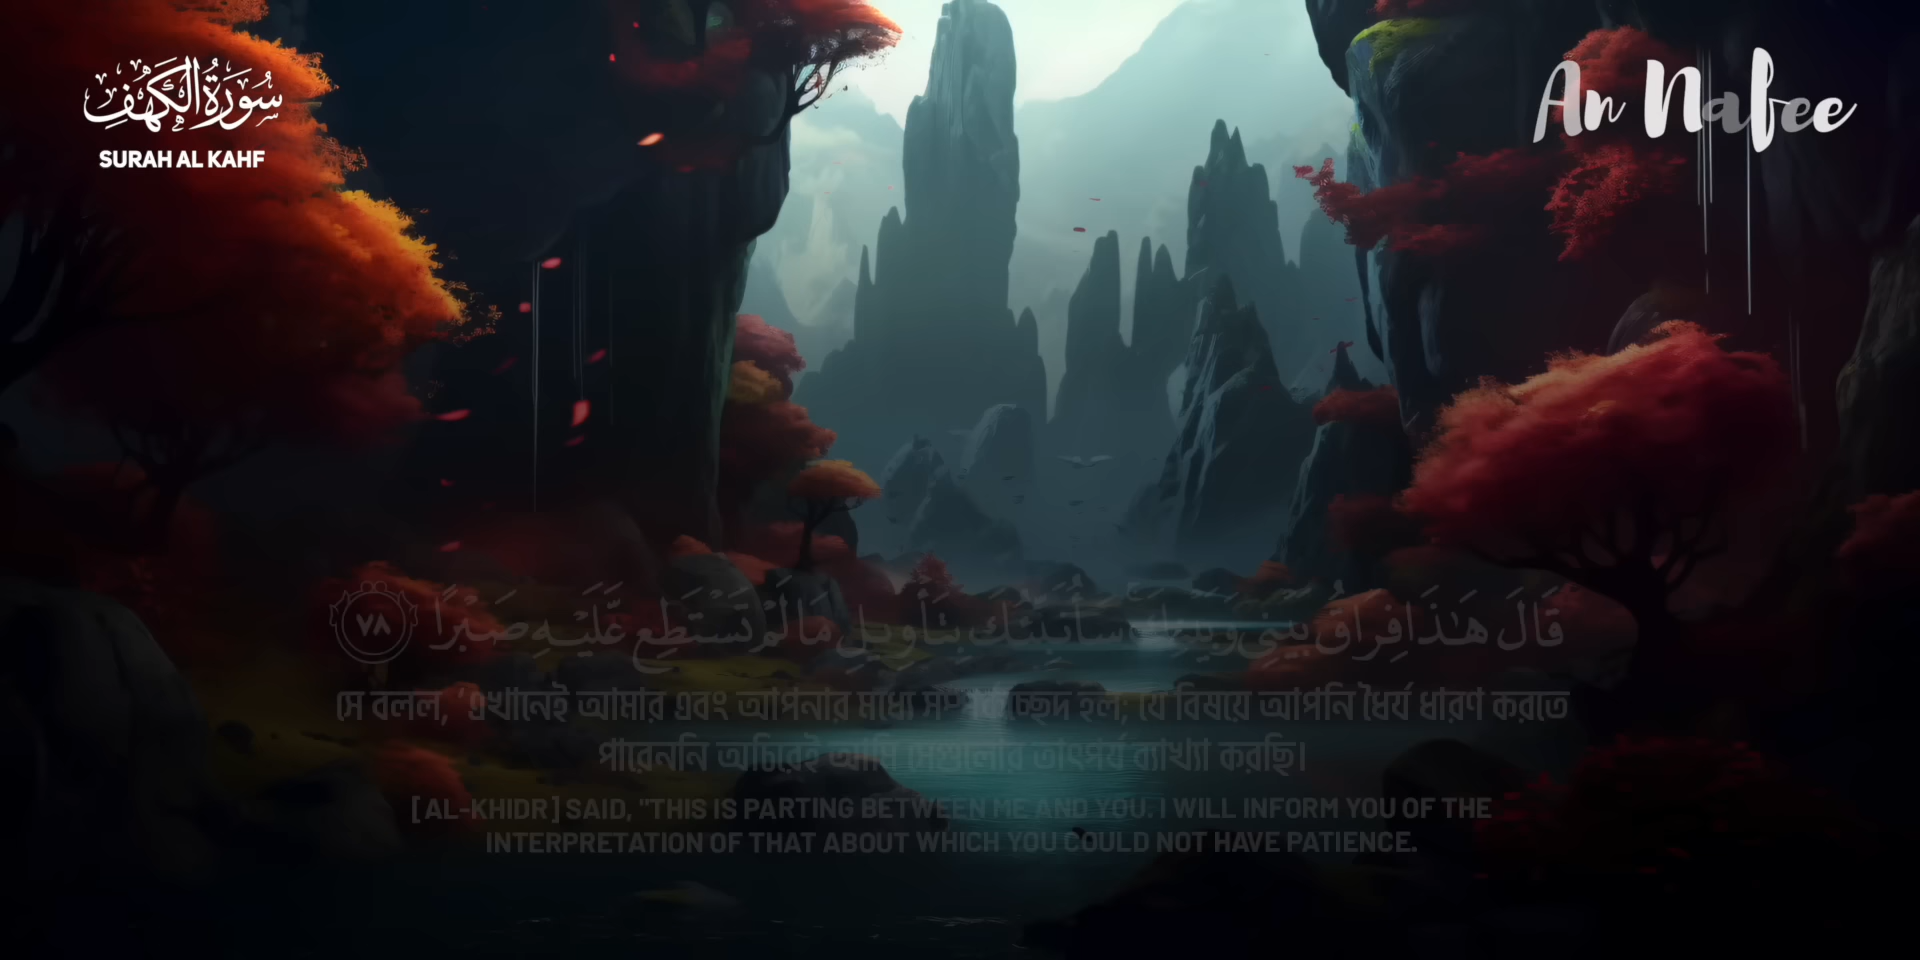 سُورَةُ الْكَهْفِ
SURAH AL KAHF
An Nafee
قَالَ هَـٰذَا فِرَاقُ بَيْنِي وَبَيْنِكَ سَأُنَبِّئُكَ بِتَأْوِيلِ مَا لَمْ تَسْتَطِع عَّلَيْهِ صَبْرًا ٧٨
সে বলল, 'এখানেই আমার এবং আপনার মধ্যে সম্পর্কচ্ছেদ হল, যে বিষয়ে আপনি ধৈর্য ধারণ করতে
পারেননি অচিরেই আমি সেগুলোর তাৎপর্য ব্যাখ্যা করছি।
[AL-KHIDR] SAID, "THIS IS PARTING BETWEEN ME AND YOU. I WILL INFORM YOU OF THE
INTERPRETATION OF THAT ABOUT WHICH YOU COULD NOT HAVE PATIENCE.